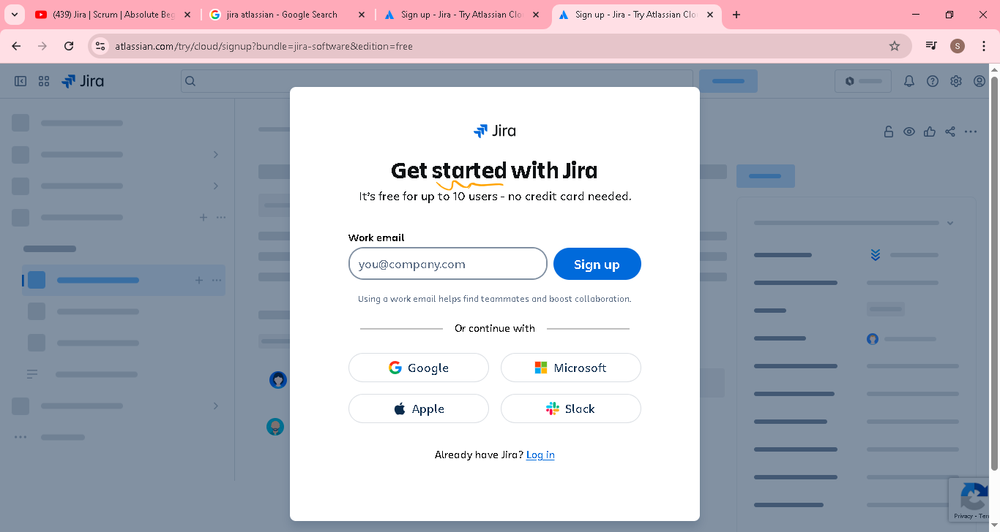 (439) Jira | Scrum | Absolute Beg
jira atlassian - Google Search
Sign up - Jira - Try Atlassian Clo
Sign up - Jira - Try Atlassian Clo
atlassian.com/try/cloud/signup?bundle=jira-software&edition=free
S
Jira
Jira
Get started with Jira
It's free for up to 10 users - no credit card needed.
Work email
you@company.com
Sign up
Using a work email helps find teammates and boost collaboration.
Or continue with
Google
Microsoft
Apple
Slack
Already have Jira? Log in
Privacy - Ter